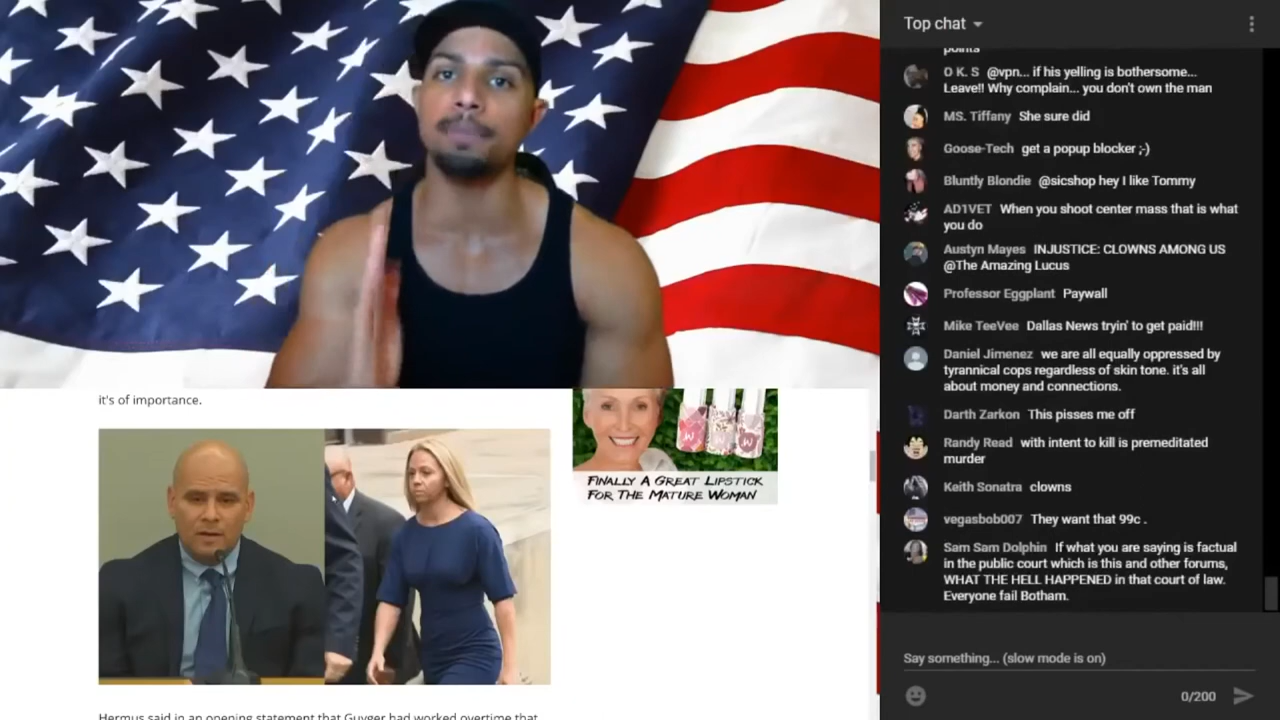 it's of importance.
FINALLY A GREAT LIPSTICK
FOR THE MATURE WOMAN
Hermus said in an opening statement that Guyger had worked overtime that
Top chat
points
O K. S @vpn... if his yelling is bothersome...
Leave!! Why complain... you don't own the man
MS. Tiffany She sure did
Goose-Tech get a popup blocker ;-)
Bluntly Blondie @sicshop hey I like Tommy
AD1VET When you shoot center mass that is what
you do
Austyn Mayes INJUSTICE: CLOWNS AMONG US
@The Amazing Lucus
Professor Eggplant Paywall
Mike TeeVee Dallas News tryin' to get paid!!!
Daniel Jimenez we are all equally oppressed by
tyrannical cops regardless of skin tone. it's all
about money and connections.
Darth Zarkon This pisses me off
Randy Read with intent to kill is premeditated
murder
Keith Sonatra clowns
vegasbob007 They want that 99c .
Sam Sam Dolphin If what you are saying is factual
in the public court which is this and other forums,
WHAT THE HELL HAPPENED in that court of law.
Everyone fail Botham.
Say something... (slow mode is on)
0/200